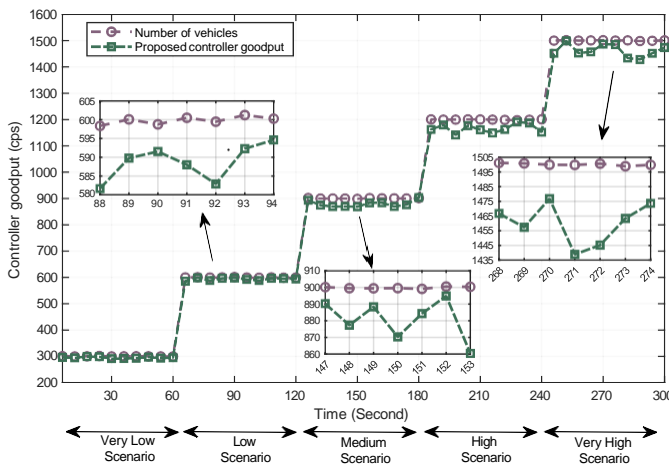 Number of vehicles
Proposed controller goodput
Controller goodput (cps)
1600
1500
1400
1300
1200
1100
1000
900
800
700
600
500
400
300
200
605
600
595
590
585
580
88 89 90 91 92 93 94
910
900
890
880
870
860
147 148 149 150 151 152 153
1505
1495
1485
1475
1465
1455
1445
1435
268 269 270 271 272 273 274
30 60 90 120 150 180 210 240 270 300
Time (Second)
Very Low Scenario
Low Scenario
Medium Scenario
High Scenario
Very High Scenario